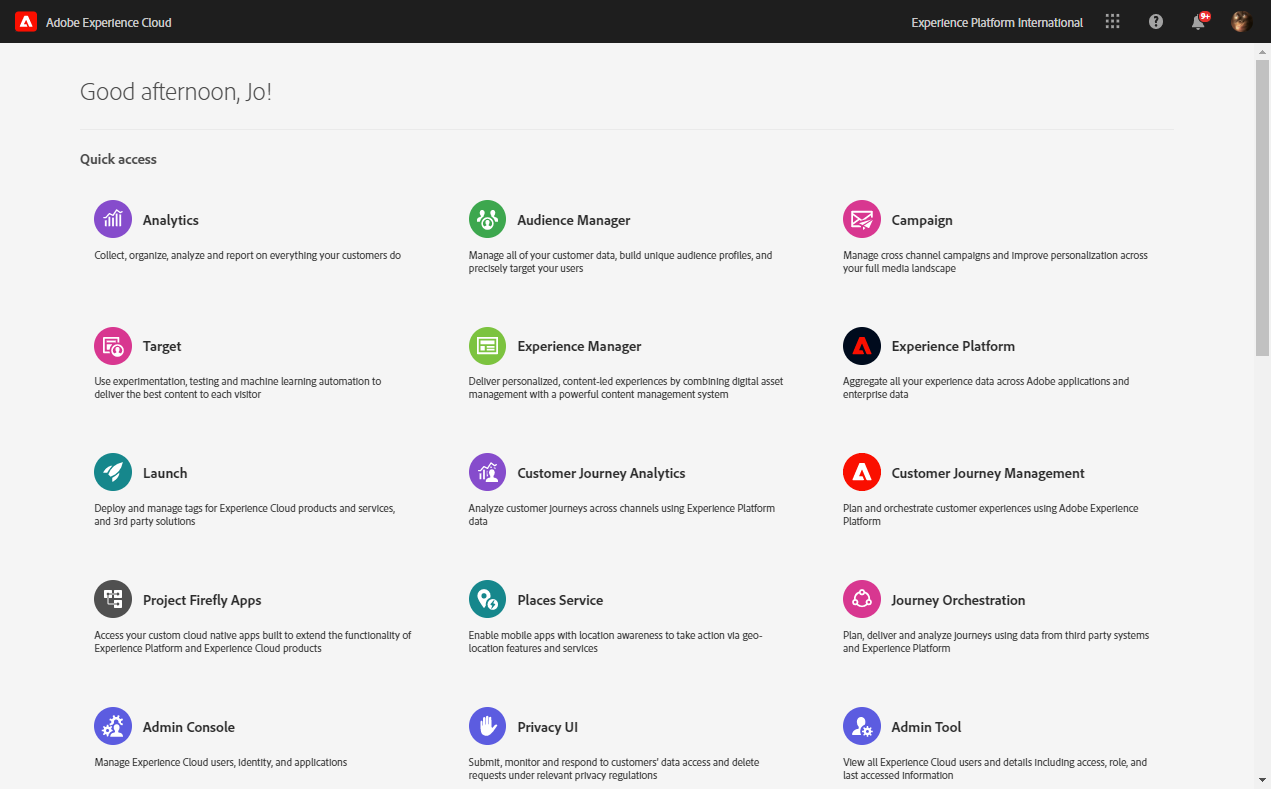 Adobe Experience Cloud
Experience Platform International
9+
Good afternoon, Jo!
Quick access
Analytics
Collect, organize, analyze and report on everything your customers do
Audience Manager
Manage all of your customer data, build unique audience profiles, and
precisely target your users
Campaign
Manage cross channel campaigns and improve personalization across
your full media landscape
Target
Use experimentation, testing and machine learning automation to
deliver the best content to each visitor
Experience Manager
Deliver personalized, content-led experiences by combining digital asset
management with a powerful content management system
Experience Platform
Aggregate all your experience data across Adobe applications and
enterprise data
Launch
Deploy and manage tags for Experience Cloud products and services,
and 3rd party solutions
Customer Journey Analytics
Analyze customer journeys across channels using Experience Platform
data
Customer Journey Management
Plan and orchestrate customer experiences using Adobe Experience
Platform
Project Firefly Apps
Access your custom cloud native apps built to extend the functionality of
Experience Platform and Experience Cloud products
Places Service
Enable mobile apps with location awareness to take action via geo-
location features and services
Journey Orchestration
Plan, deliver and analyze journeys using data from third party systems
and Experience Platform
Admin Console
Manage Experience Cloud users, identity, and applications
Privacy UI
Submit, monitor and respond to customers' data access and delete
requests under relevant privacy regulations
Admin Tool
View all Experience Cloud users and details including access, role, and
last accessed information